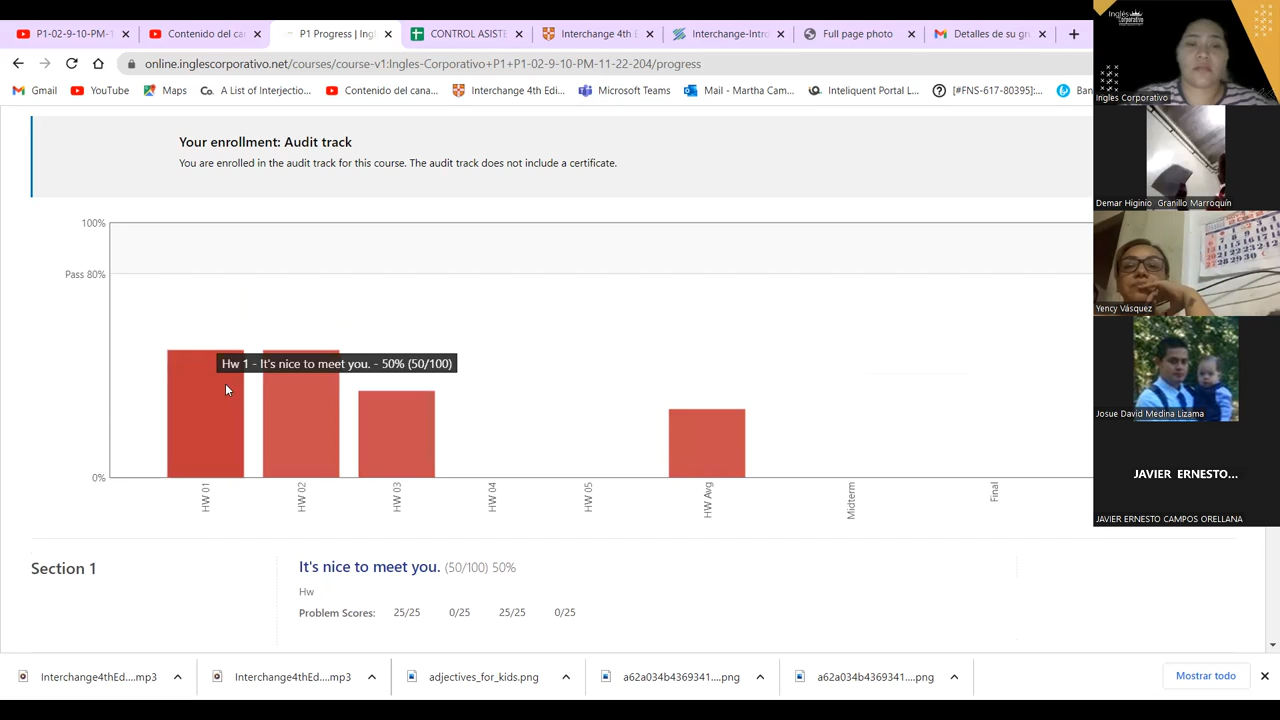 P1-02-9-10-PM-1
Contenido del ca
P1 Progress | Ing
CONTROL ASISTE
Interchange 4th E
Interchange-Intro
Full page photo
Detalles de su gr
online.inglescorporativo.net/courses/course-v1:Ingles-Corporativo+P1+P1-02-9-10-PM-11-22-204/progress
Gmail
YouTube
Maps
A List of Interjectio...
Contenido del cana...
Interchange 4th Edi...
Microsoft Teams
Mail - Martha Cam...
Inteliquent Portal L...
[#FNS-617-80395]:...
Ban
Your enrollment: Audit track
You are enrolled in the audit track for this course. The audit track does not include a certificate.
100%
Pass 80%
0%
Hw 1 - It's nice to meet you. - 50% (50/100)
HW 01
HW 02
HW 03
HW 04
HW 05
HW Avg
Midterm
Final
Section 1
It's nice to meet you. (50/100) 50%
Hw
Problem Scores: 25/25 0/25 25/25 0/25
Interchange4thEd....mp3
Interchange4thEd....mp3
adjectives_for_kids.png
a62a034b4369341....png
a62a034b4369341....png
Mostrar todo
Inglés
Corporativo
Ingles Corporativo
Demar Higinio Granillo Marroquín
Yency Vásquez
Josue David Medina Lizama
JAVIER ERNESTO...
JAVIER ERNESTO CAMPOS ORELLANA